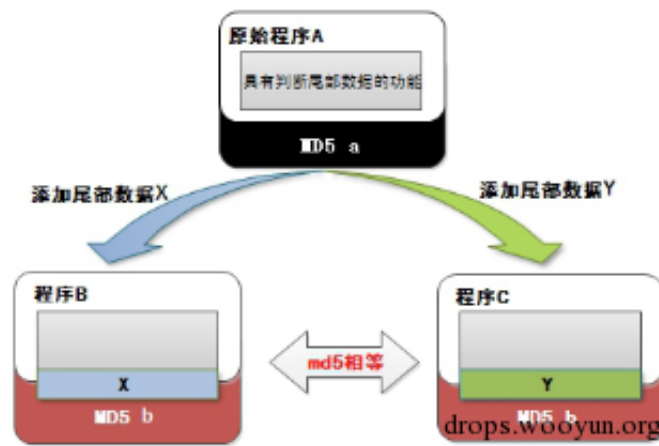 原始程序A
具有判断尾部数据的功能
MD5 a
添加尾部数据X
添加尾部数据Y
程序B
程序C
md5相等
X
Y
MD5 b
MD5 b
drops.wooyun.org